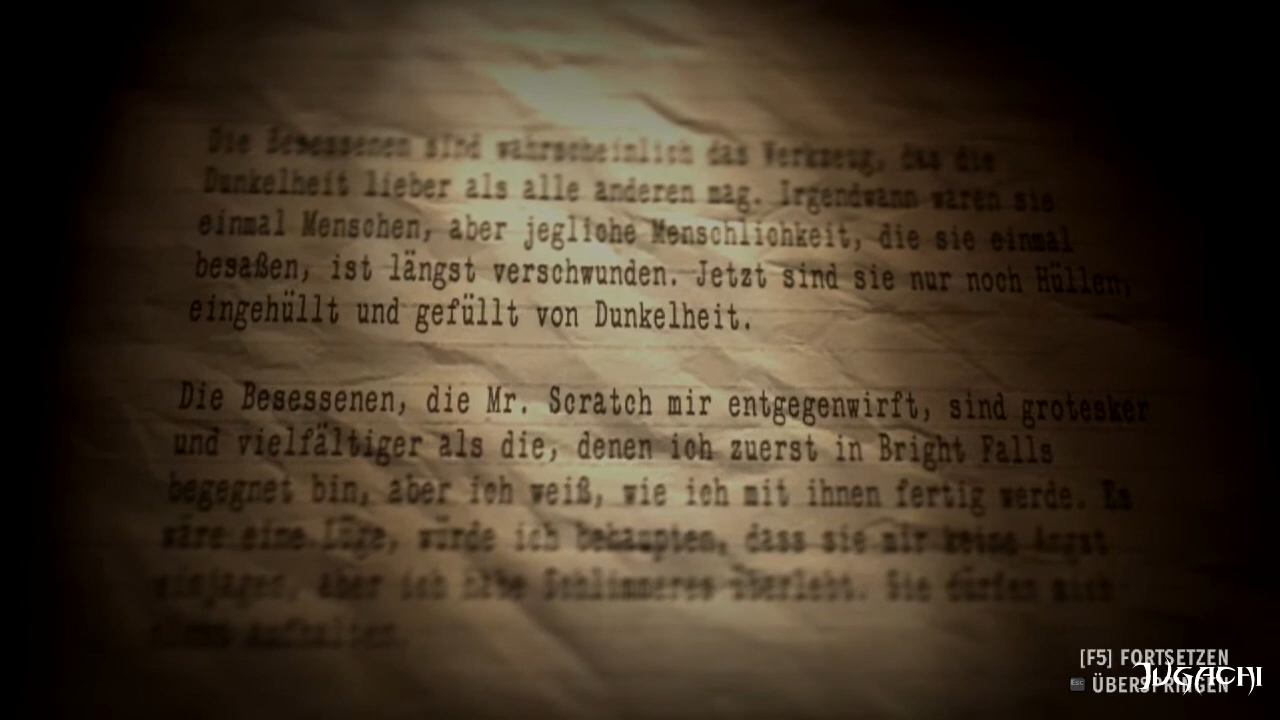 Die Besessenen sind wahrscheinlich das Werkzeug, das die
Dunkelheit lieber als alle anderen mag. Irgendwann waren sie
einmal Menschen, aber jegliche Menschlichkeit, die sie einmal
besaßen, ist längst verschwunden. Jetzt sind sie nur noch Hüllen,
eingehüllt und gefüllt von Dunkelheit.
Die Besessenen, die Mr. Scratch mir entgegenwirft, sind grotesker
und vielfältiger als die, denen ich zuerst in Bright Falls
begegnet bin, aber ich weiß, wie ich mit ihnen fertig werde. Es
wäre eine Lüge, würde ich behaupten, dass sie mir keine Angst
einjagen, aber ich habe Schlimmeres überlebt. Sie dürfen mich
aufhalten.
[F5] FORTSETZEN
Esc ÜBERSPRINGEN
JUGACHI